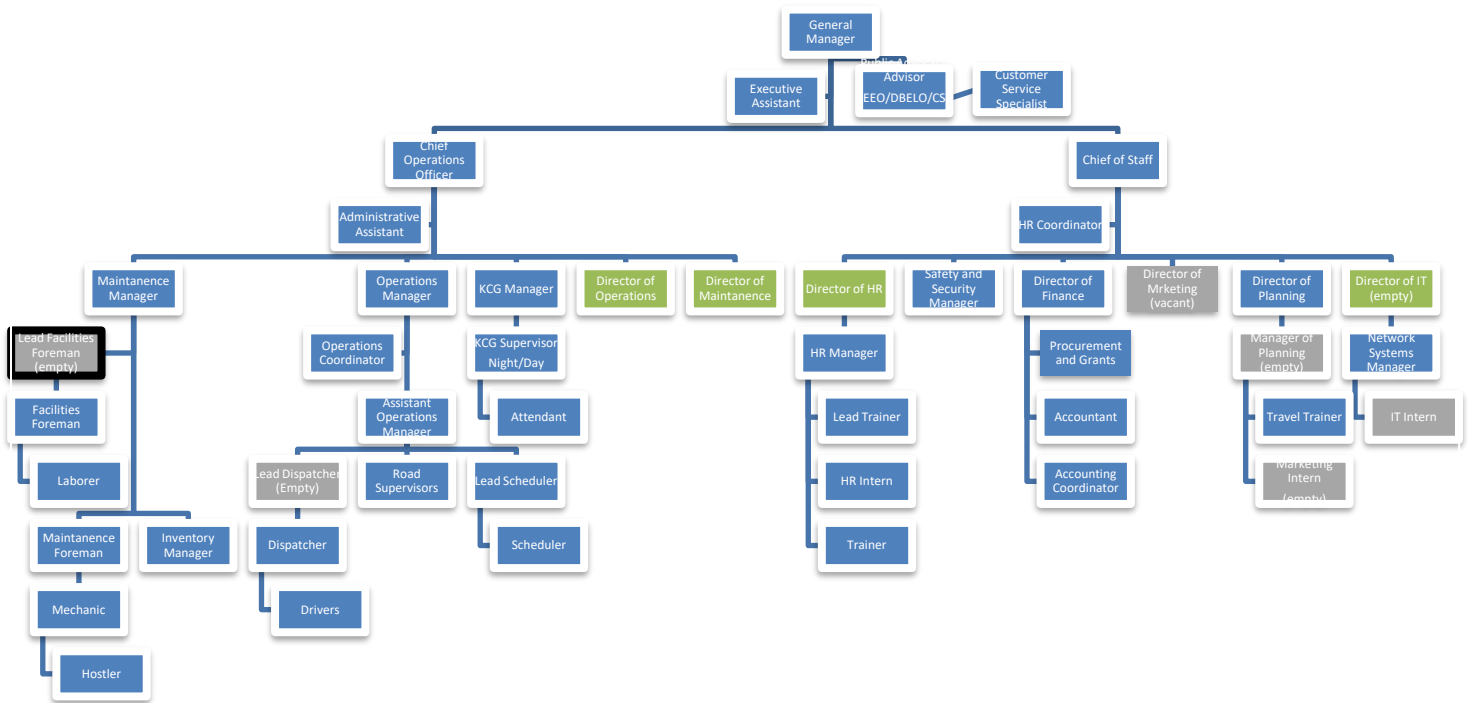 General
Manager
Executive
Assistant
Advisor
EEO/DBELO/CS
Customer
Service
Specialist
Chief
Operations
Officer
Chief of Staff
Administrative
Assistant
HR Coordinator
Maintanence
Manager
Operations
Manager
KCG Manager
Director of
Operations
Director of
Maintanence
Director of HR
Safety and
Security
Manager
Director of
Finance
Director of
Mrketing
(vacant)
Director of
Planning
Director of IT
(empty)
Lead Facilities
Foreman
(empty)
Operations
Coordinator
KCG Supervisor
Night/Day
HR Manager
Procurement
and Grants
Manager of
Planning
(empty)
Network
Systems
Manager
Facilities
Foreman
Assistant
Operations
Manager
Attendant
Lead Trainer
Accountant
Travel Trainer
IT Intern
Laborer
Lead Dispatcher
(Empty)
Road
Supervisors
Lead Scheduler
HR Intern
Accounting
Coordinator
Marketing
Intern
(empty)
Maintanence
Foreman
Inventory
Manager
Dispatcher
Scheduler
Trainer
Mechanic
Drivers
Hostler